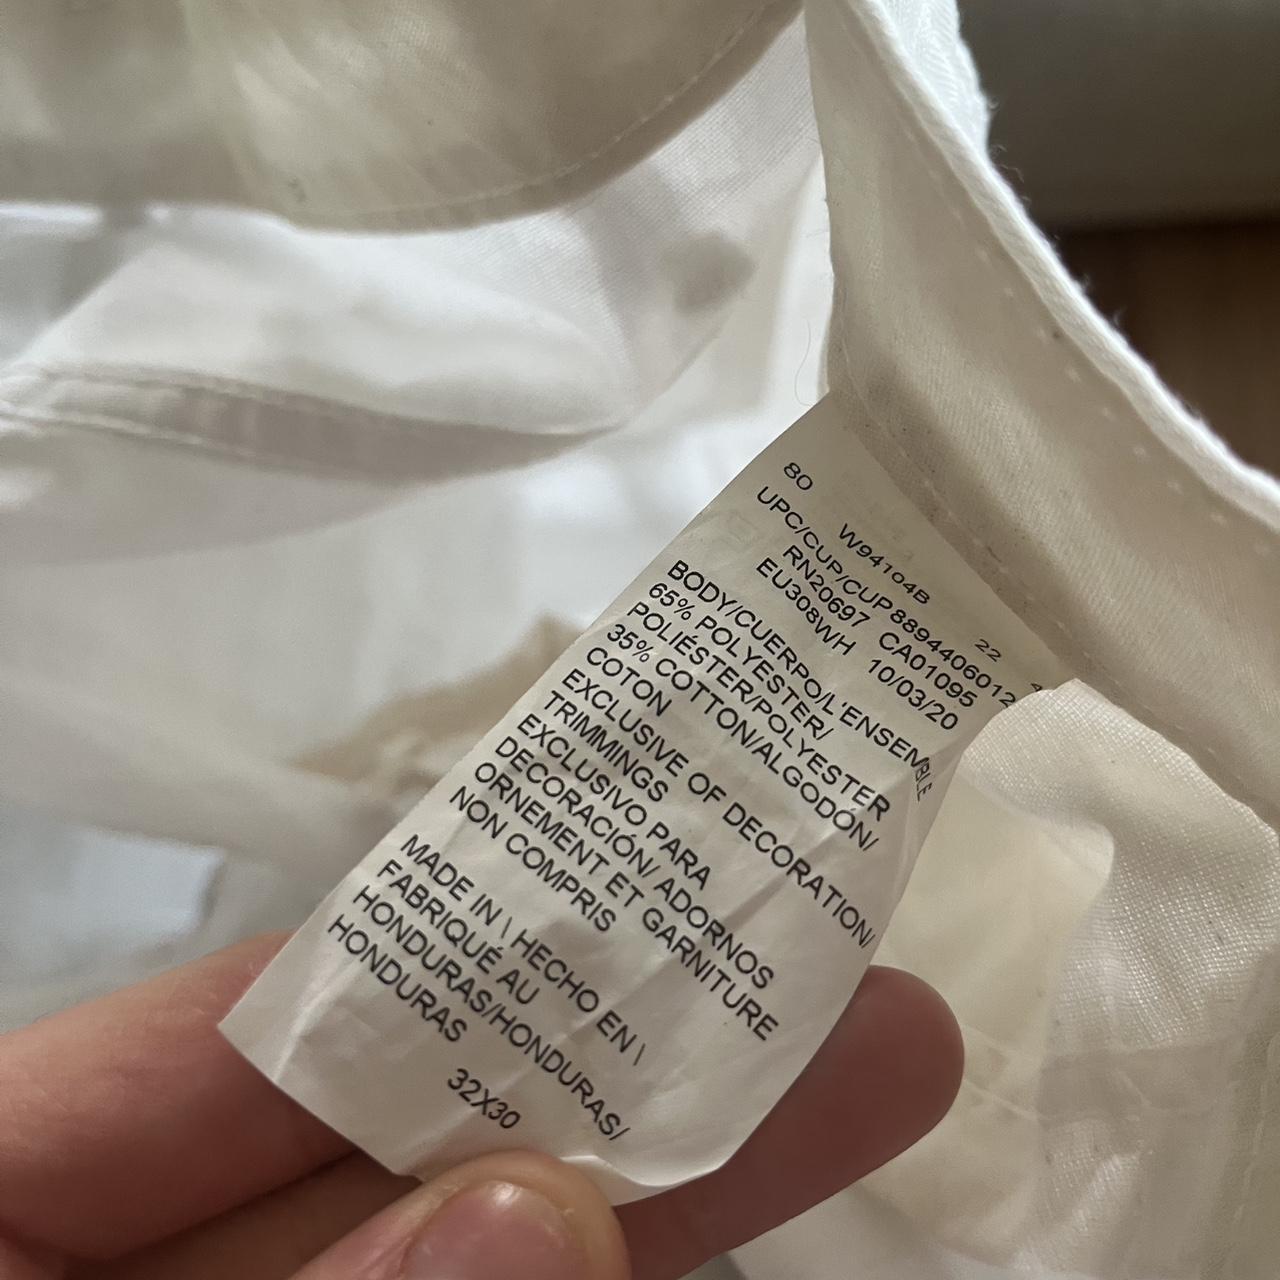 80
W94104B
22
UPC/CUP/CUP 8894406012 4
RN20697 CA01095
EU308WH 10/03/20
BODY/CUERPO/L'ENSEMBLE
65% POLYESTER/
POLIÉSTER/POLYESTER
35% COTTON/ALGODÓN/
COTON
EXCLUSIVE OF DECORATION/
TRIMMINGS
EXCLUSIVO PARA
DECORACIÓN/ ADORNOS
ORNEMENT ET GARNITURE
NON COMPRIS
MADE IN \ HECHO EN \
FABRIQUÉ AU
HONDURAS/HONDURAS/
HONDURAS
32X30